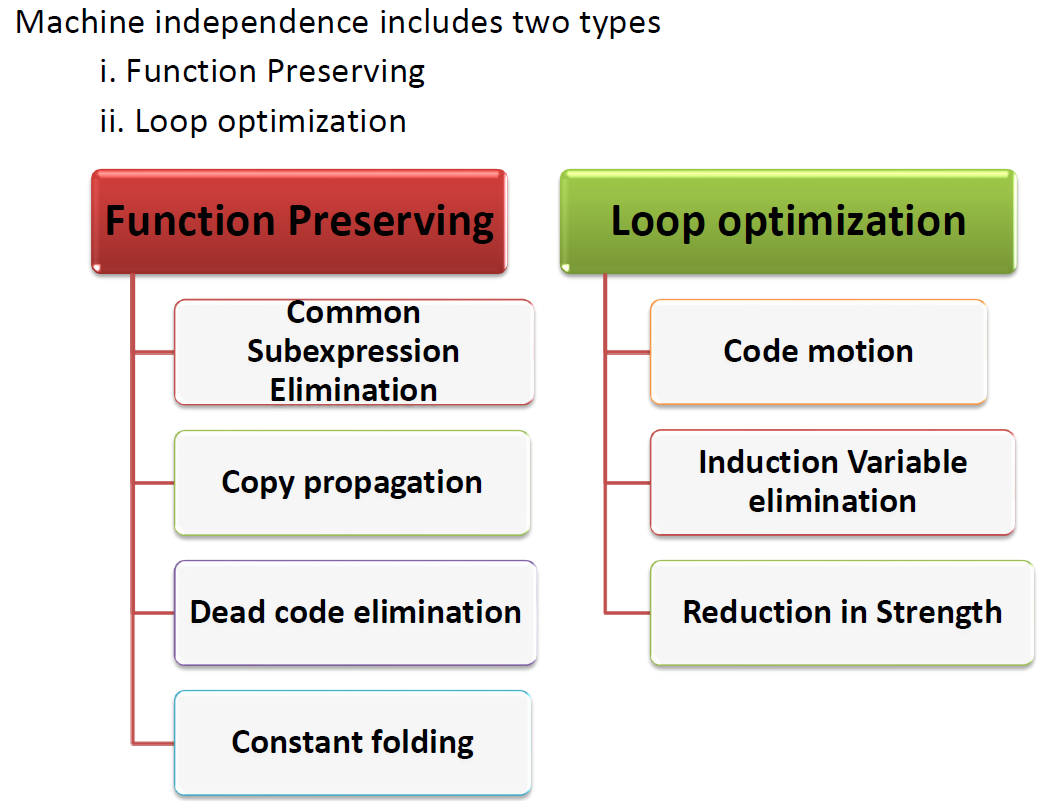 Machine independence includes two types
i. Function Preserving
ii. Loop optimization
Function Preserving
Common
Subexpression
Elimination
Copy propagation
Dead code elimination
Constant folding
Loop optimization
Code motion
Induction Variable
elimination
Reduction in Strength